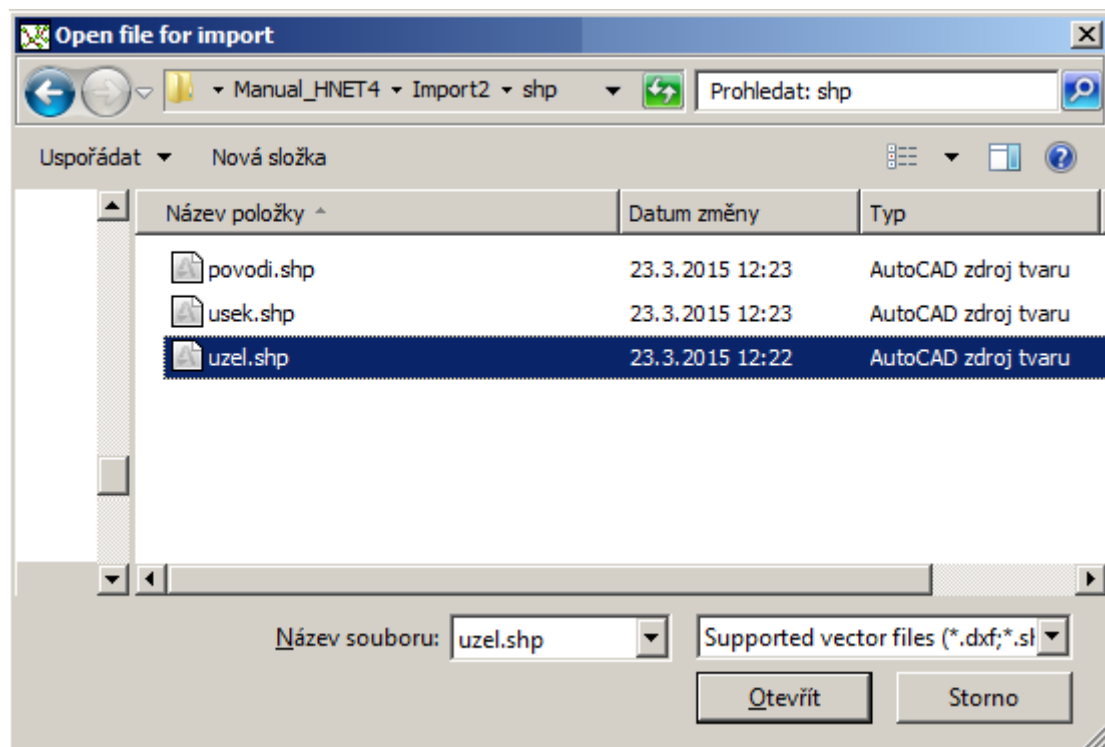 Open file for import
Manual_HNET4 Import2 shp Prohledat: shp
Uspořádat Nová složka
Název položky Datum změny Typ
povodi.shp 23.3.2015 12:23 AutoCAD zdroj tvaru
usek.shp 23.3.2015 12:23 AutoCAD zdroj tvaru
uzel.shp 23.3.2015 12:22 AutoCAD zdroj tvaru
Název souboru: uzel.shp Supported vector files (*.dxf;*.sh
Otevřít Storno